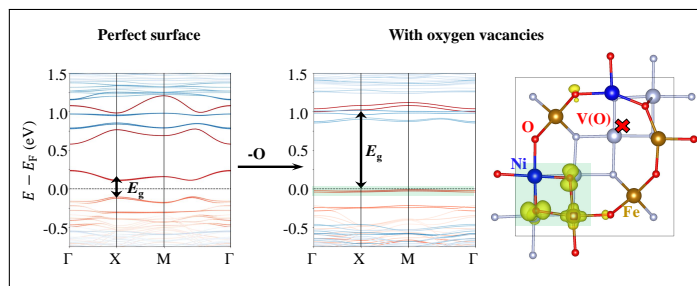 Perfect surface
With oxygen vacancies
E − E_F (eV)
1.5
1.0
0.5
0.0
-0.5
Γ
X
M
Γ
E_g
-O
1.5
1.0
0.5
0.0
-0.5
Γ
X
M
Γ
E_g
V(O)
O
Ni
Fe